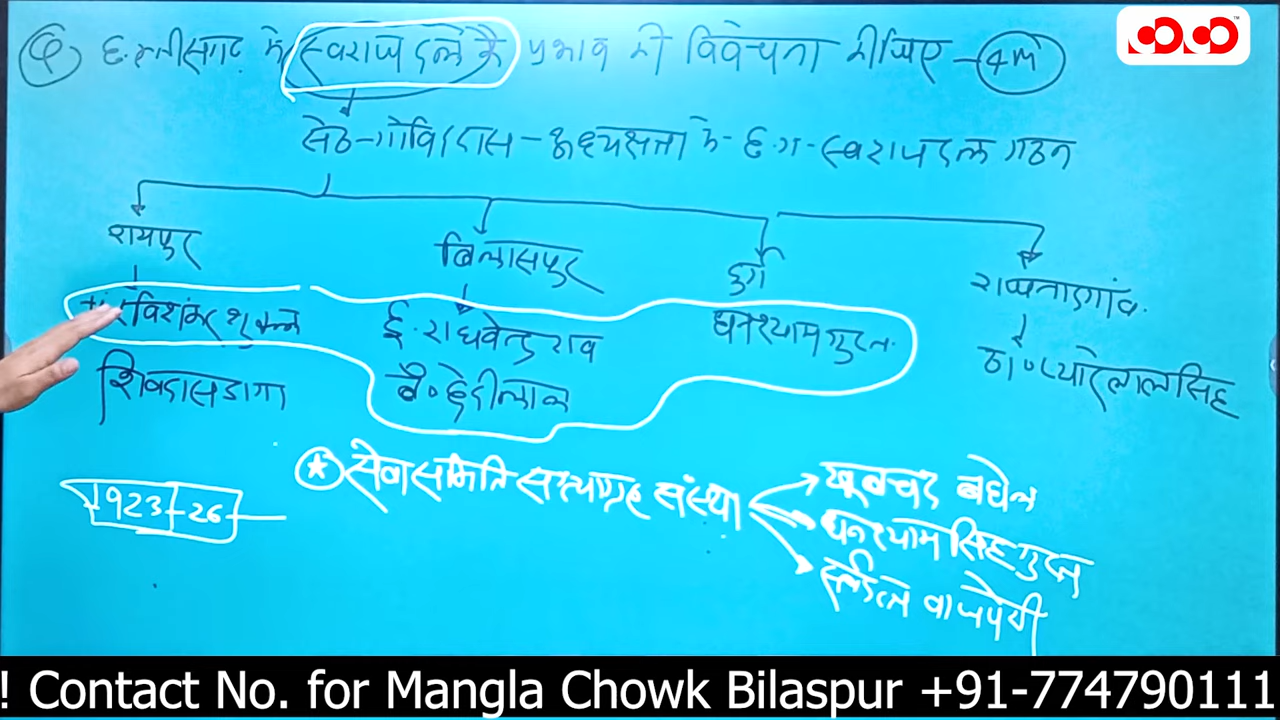 Q छत्तीसगढ़ में स्वराज दल के प्रभाव की विवेचना कीजिए - 4m
सेठ-गोविंददास - अध्यक्षता में - छ.ग - स्वराजदल गठन
रायपुर बिलासपुर दुर्ग राजनांदगांव
रविशंकर शुक्ल ई. राघवेन्द्र राव घनश्याम गुप्त ठा॰ प्यारेलाल सिंह
शिवदास डागा बै॰ छेदीलाल
1923-26
सेवा समिति सत्याग्रह संस्था
खूबचंद बघेल
घनश्याम सिंह गुप्त
वाजपेयी
! Contact No. for Mangla Chowk Bilaspur +91-774790111